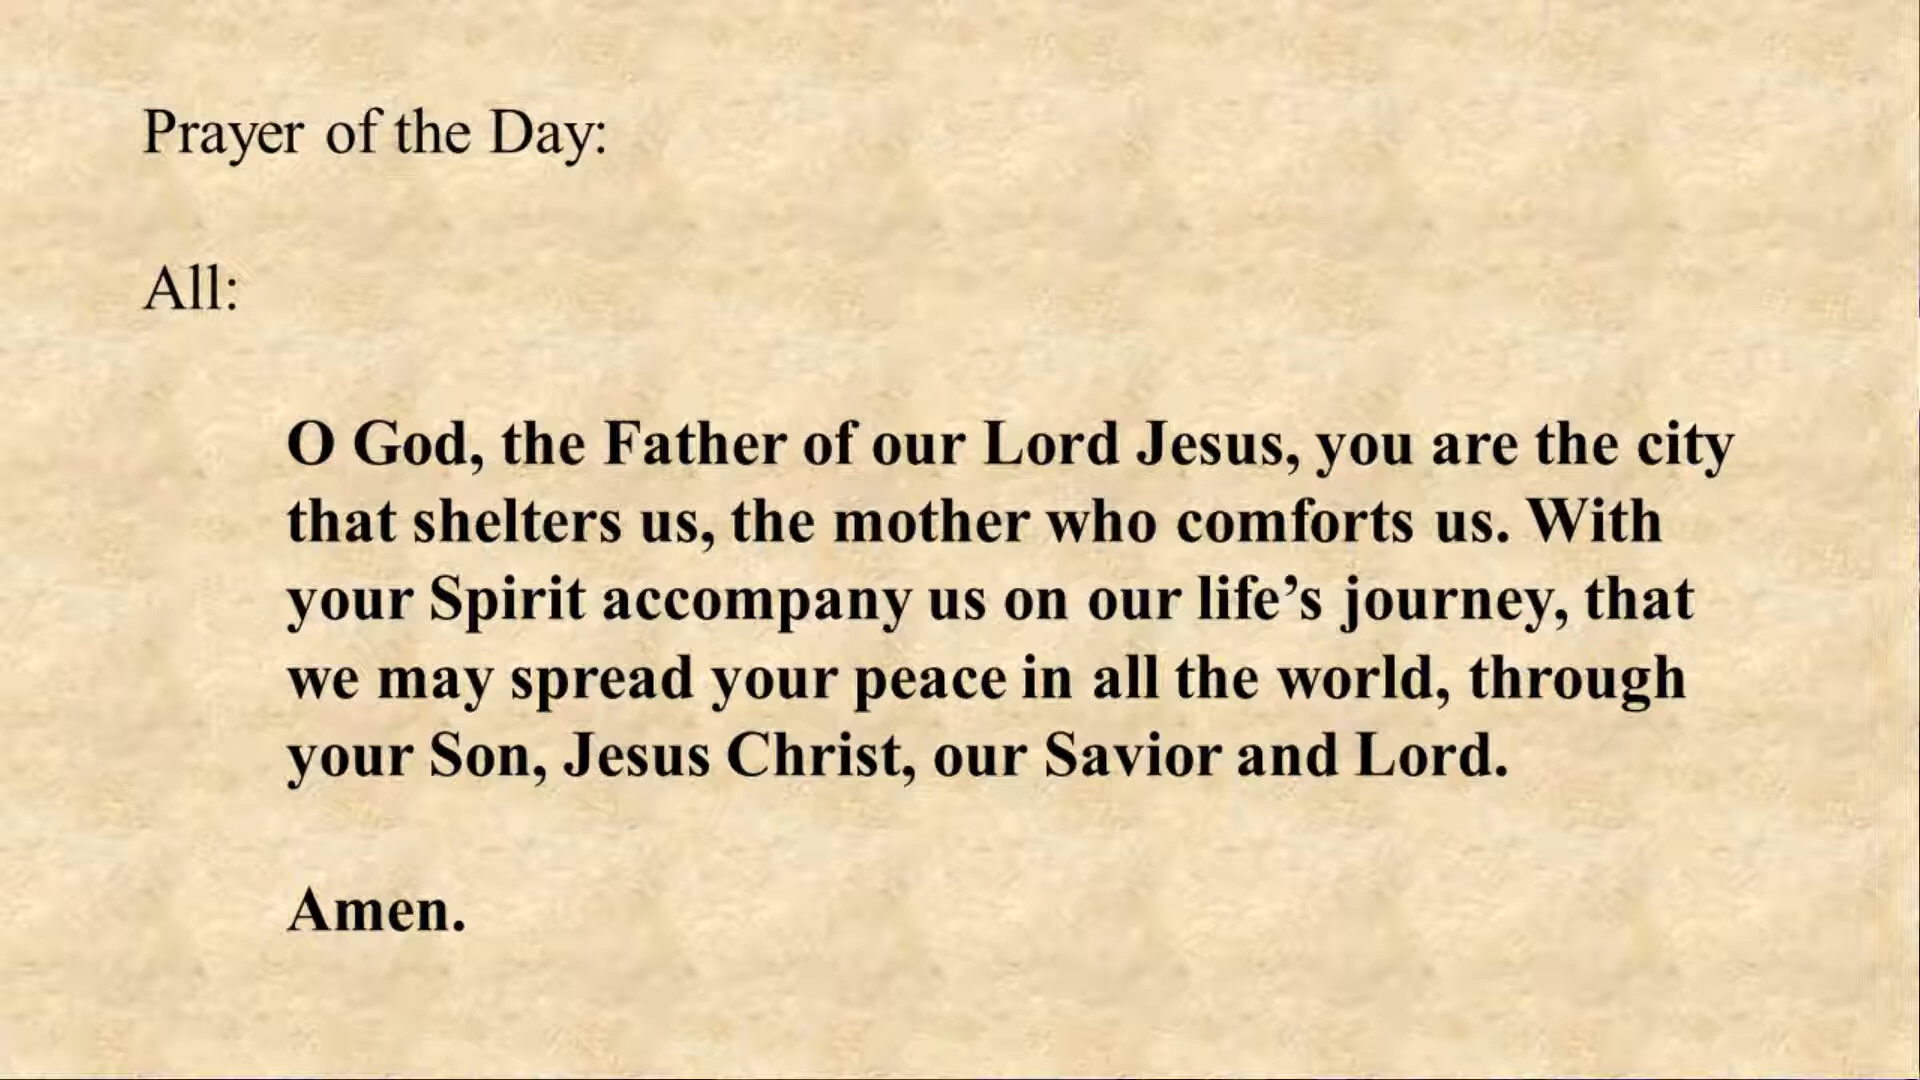 Prayer of the Day:
All:
O God, the Father of our Lord Jesus, you are the city
that shelters us, the mother who comforts us. With
your Spirit accompany us on our life’s journey, that
we may spread your peace in all the world, through
your Son, Jesus Christ, our Savior and Lord.
Amen.